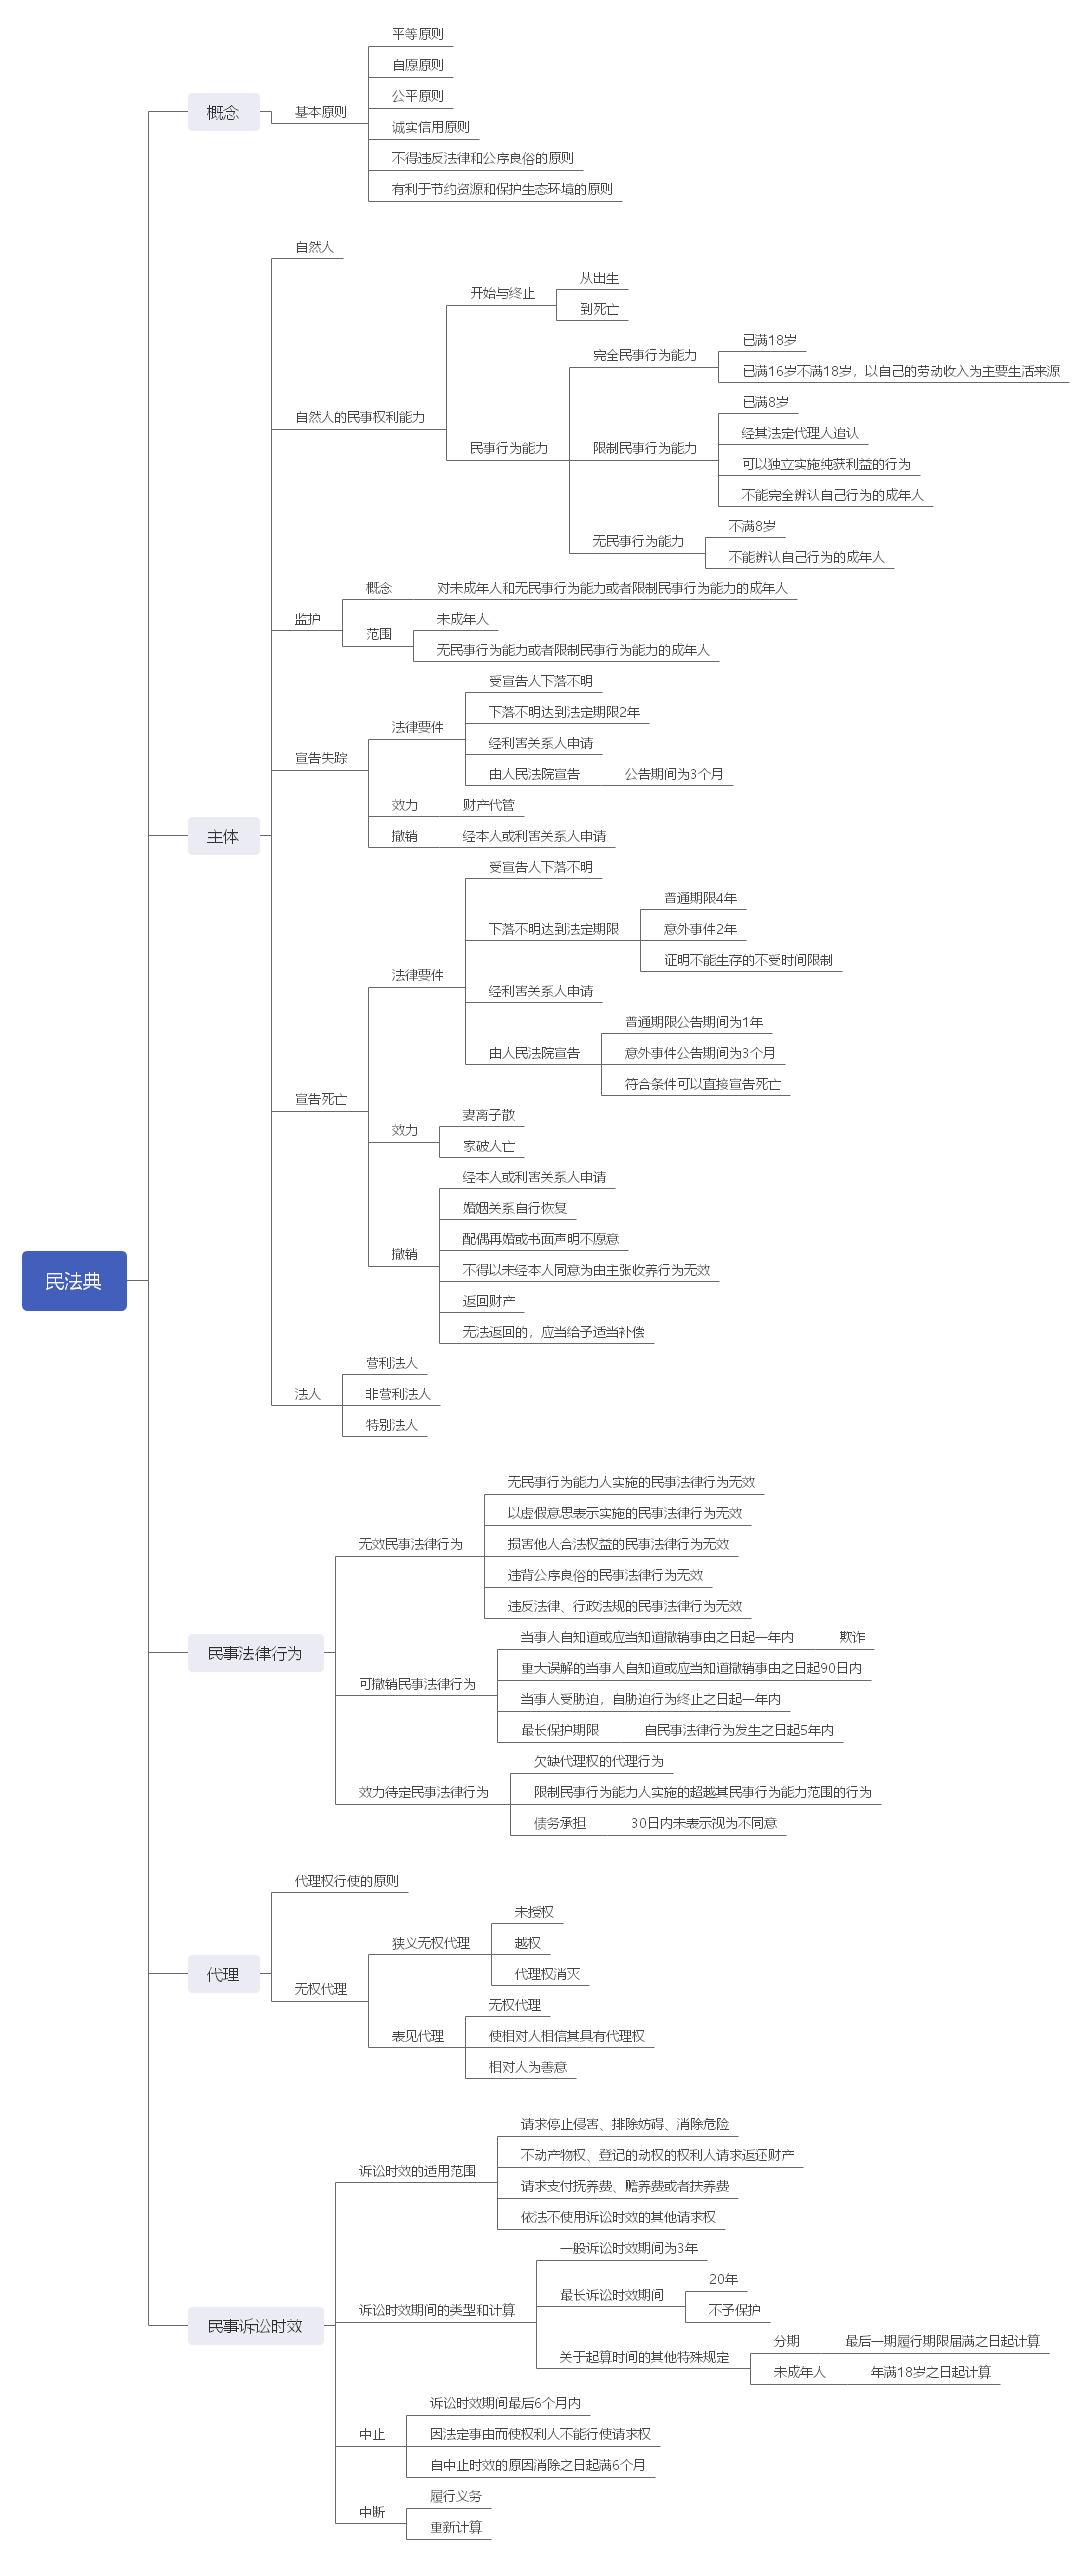 民法典
概念
基本原则
平等原则
自愿原则
公平原则
诚实信用原则
不得违反法律和公序良俗的原则
有利于节约资源和保护生态环境的原则
主体
自然人
自然人的民事权利能力
开始与终止
从出生
到死亡
民事行为能力
完全民事行为能力
已满18岁
已满16岁不满18岁，以自己的劳动收入为主要生活来源
限制民事行为能力
已满8岁
经其法定代理人追认
可以独立实施纯获利益的行为
不能完全辨认自己行为的成年人
无民事行为能力
不满8岁
不能辨认自己行为的成年人
监护
概念
对未成年人和无民事行为能力或者限制民事行为能力的成年人
范围
未成年人
无民事行为能力或者限制民事行为能力的成年人
宣告失踪
法律要件
受宣告人下落不明
下落不明达到法定期限2年
经利害关系人申请
由人民法院宣告
公告期间为3个月
效力
财产代管
撤销
经本人或利害关系人申请
宣告死亡
法律要件
受宣告人下落不明
下落不明达到法定期限
普通期限4年
意外事件2年
证明不能生存的不受时间限制
经利害关系人申请
由人民法院宣告
普通期限公告期间为1年
意外事件公告期间为3个月
符合条件可以直接宣告死亡
效力
妻离子散
家破人亡
撤销
经本人或利害关系人申请
婚姻关系自行恢复
配偶再婚或书面声明不愿意
不得以未经本人同意为由主张收养行为无效
返回财产
无法返回的，应当给予适当补偿
法人
营利法人
非营利法人
特别法人
民事法律行为
无效民事法律行为
无民事行为能力人实施的民事法律行为无效
以虚假意思表示实施的民事法律行为无效
损害他人合法权益的民事法律行为无效
违背公序良俗的民事法律行为无效
违反法律、行政法规的民事法律行为无效
可撤销民事法律行为
当事人自知道或应当知道撤销事由之日起一年内
欺诈
重大误解的当事人自知道或应当知道撤销事由之日起90日内
当事人受胁迫，自胁迫行为终止之日起一年内
最长保护期限
自民事法律行为发生之日起5年内
效力待定民事法律行为
欠缺代理权的代理行为
限制民事行为能力人实施的超越其民事行为能力范围的行为
债务承担
30日内未表示视为不同意
代理
代理权行使的原则
无权代理
狭义无权代理
未授权
越权
代理权消灭
表见代理
无权代理
使相对人相信其具有代理权
相对人为善意
民事诉讼时效
诉讼时效的适用范围
请求停止侵害、排除妨碍、消除危险
不动产物权、登记的动权的权利人请求返还财产
请求支付抚养费、赡养费或者扶养费
依法不使用诉讼时效的其他请求权
诉讼时效期间的类型和计算
一般诉讼时效期间为3年
最长诉讼时效期间
20年
不予保护
关于起算时间的其他特殊规定
分期
最后一期履行期限届满之日起计算
未成年人
年满18岁之日起计算
中止
诉讼时效期间最后6个月内
因法定事由而使权利人不能行使请求权
自中止时效的原因消除之日起满6个月
中断
履行义务
重新计算